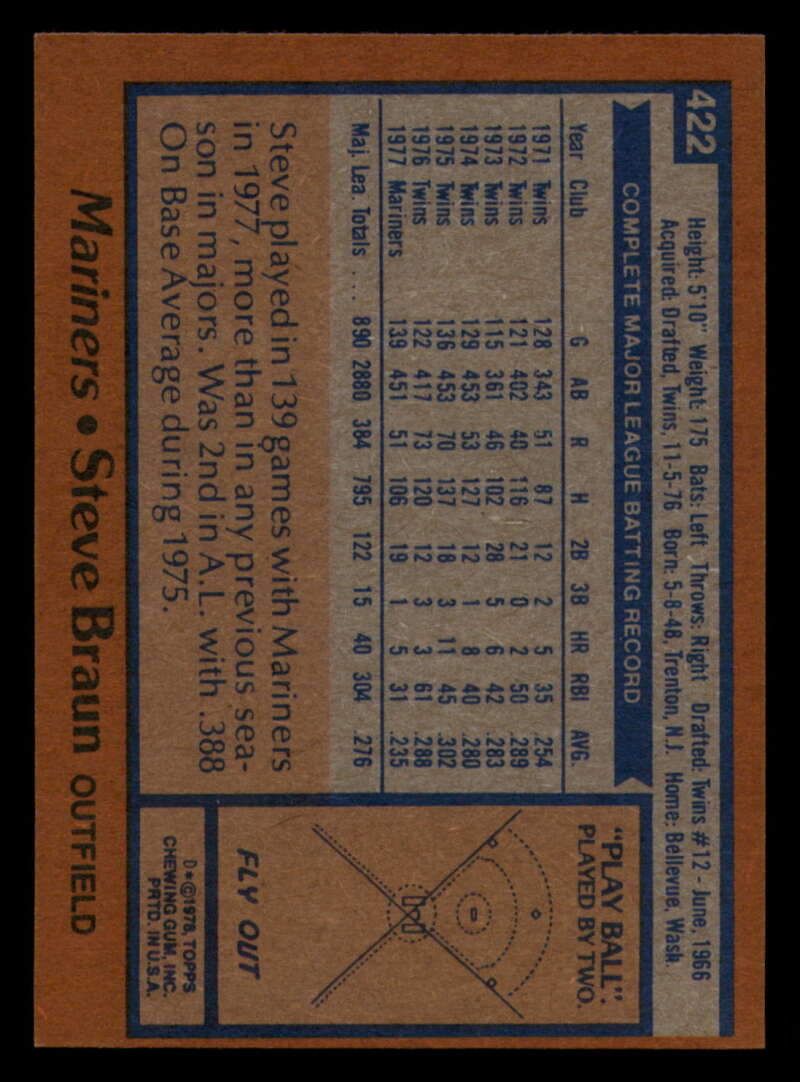 422
Height: 5'10" Weight: 175 Bats: Left Throws: Right Drafted: Twins #12 - June, 1966
Acquired: Drafted, Twins, 11-5-76 Born: 5-8-48, Trenton, N.J. Home: Bellevue, Wash.
COMPLETE MAJOR LEAGUE BATTING RECORD
Year Club G AB R H 2B 3B HR RBI AVG.
1971 Twins 128 343 51 87 12 2 5 35 .254
1972 Twins 121 402 40 116 21 0 2 50 .289
1973 Twins 115 361 46 102 28 5 6 42 .283
1974 Twins 129 453 53 127 12 1 8 40 .280
1975 Twins 136 453 70 137 18 3 11 45 .302
1976 Twins 122 417 73 120 12 3 3 61 .288
1977 Mariners 139 451 51 106 19 1 5 31 .235
Maj. Lea. Totals .... 890 2880 384 795 122 15 40 304 .276
Steve played in 139 games with Mariners
in 1977, more than in any previous sea-
son in majors. Was 2nd in A.L. with .388
On Base Average during 1975.
"PLAY BALL":
PLAYED BY TWO.
FLY OUT
D*©1978, TOPPS
CHEWING GUM, INC.
PRTD. IN U.S.A.
Mariners • Steve Braun OUTFIELD